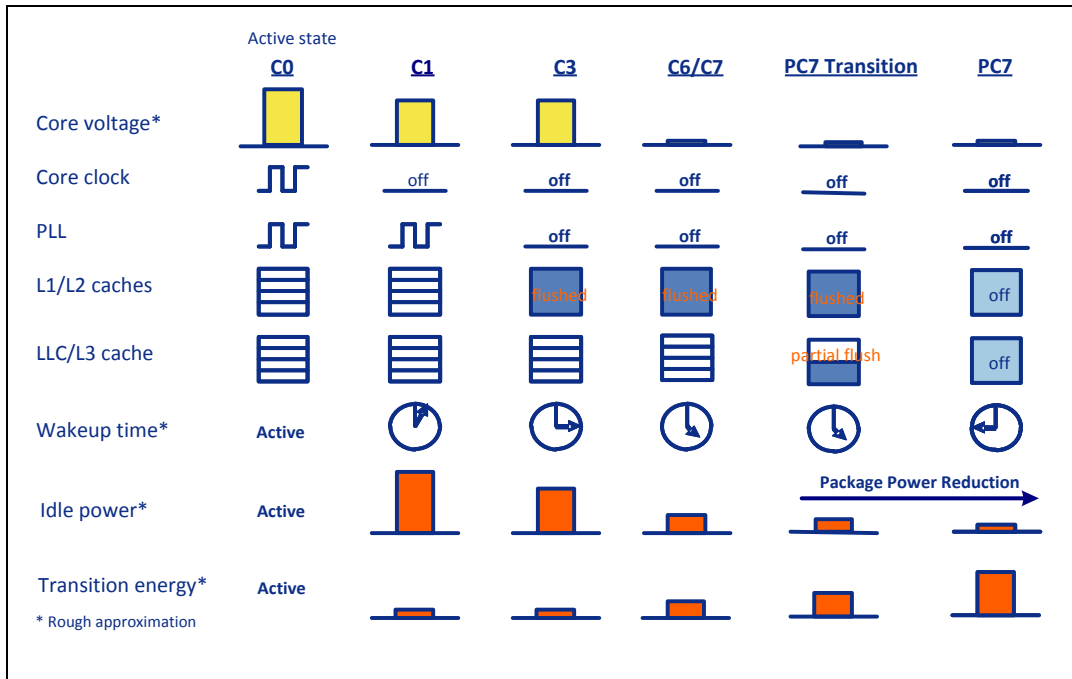 Active state
C0 C1 C3 C6/C7 PC7 Transition PC7
Core voltage*
Core clock off off off off off
PLL off off off off
L1/L2 caches flushed flushed flushed off
LLC/L3 cache partial flush off
Wakeup time* Active
Package Power Reduction
Idle power* Active
Transition energy* Active
* Rough approximation